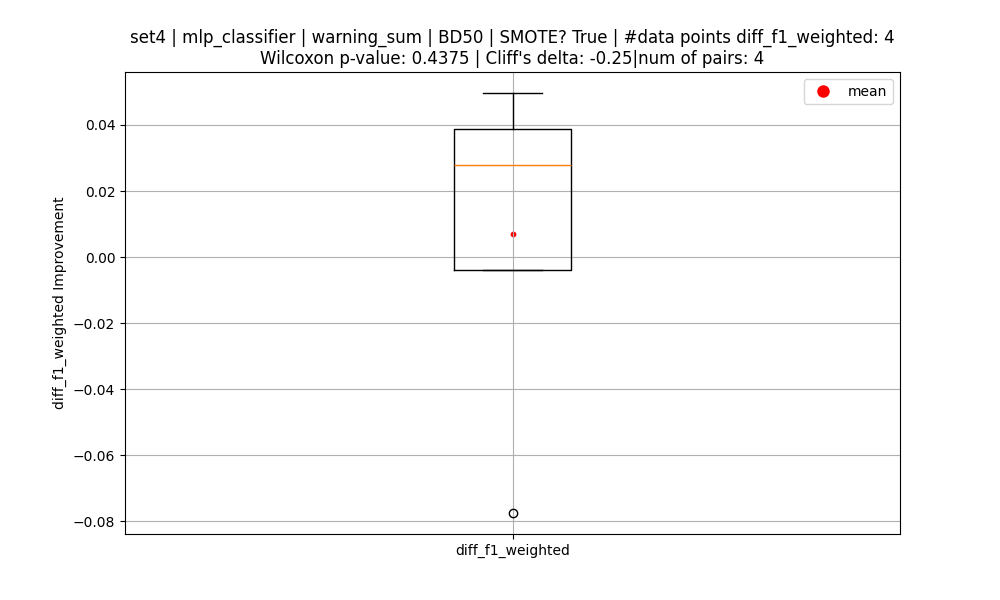 set4 | mlp_classifier | warning_sum | BD50 | SMOTE? True | #data points diff_f1_weighted: 4
Wilcoxon p-value: 0.4375 | Cliff's delta: -0.25|num of pairs: 4
mean
0.04
0.02
0.00
−0.02
−0.04
−0.06
−0.08
diff_f1_weighted Improvement
diff_f1_weighted